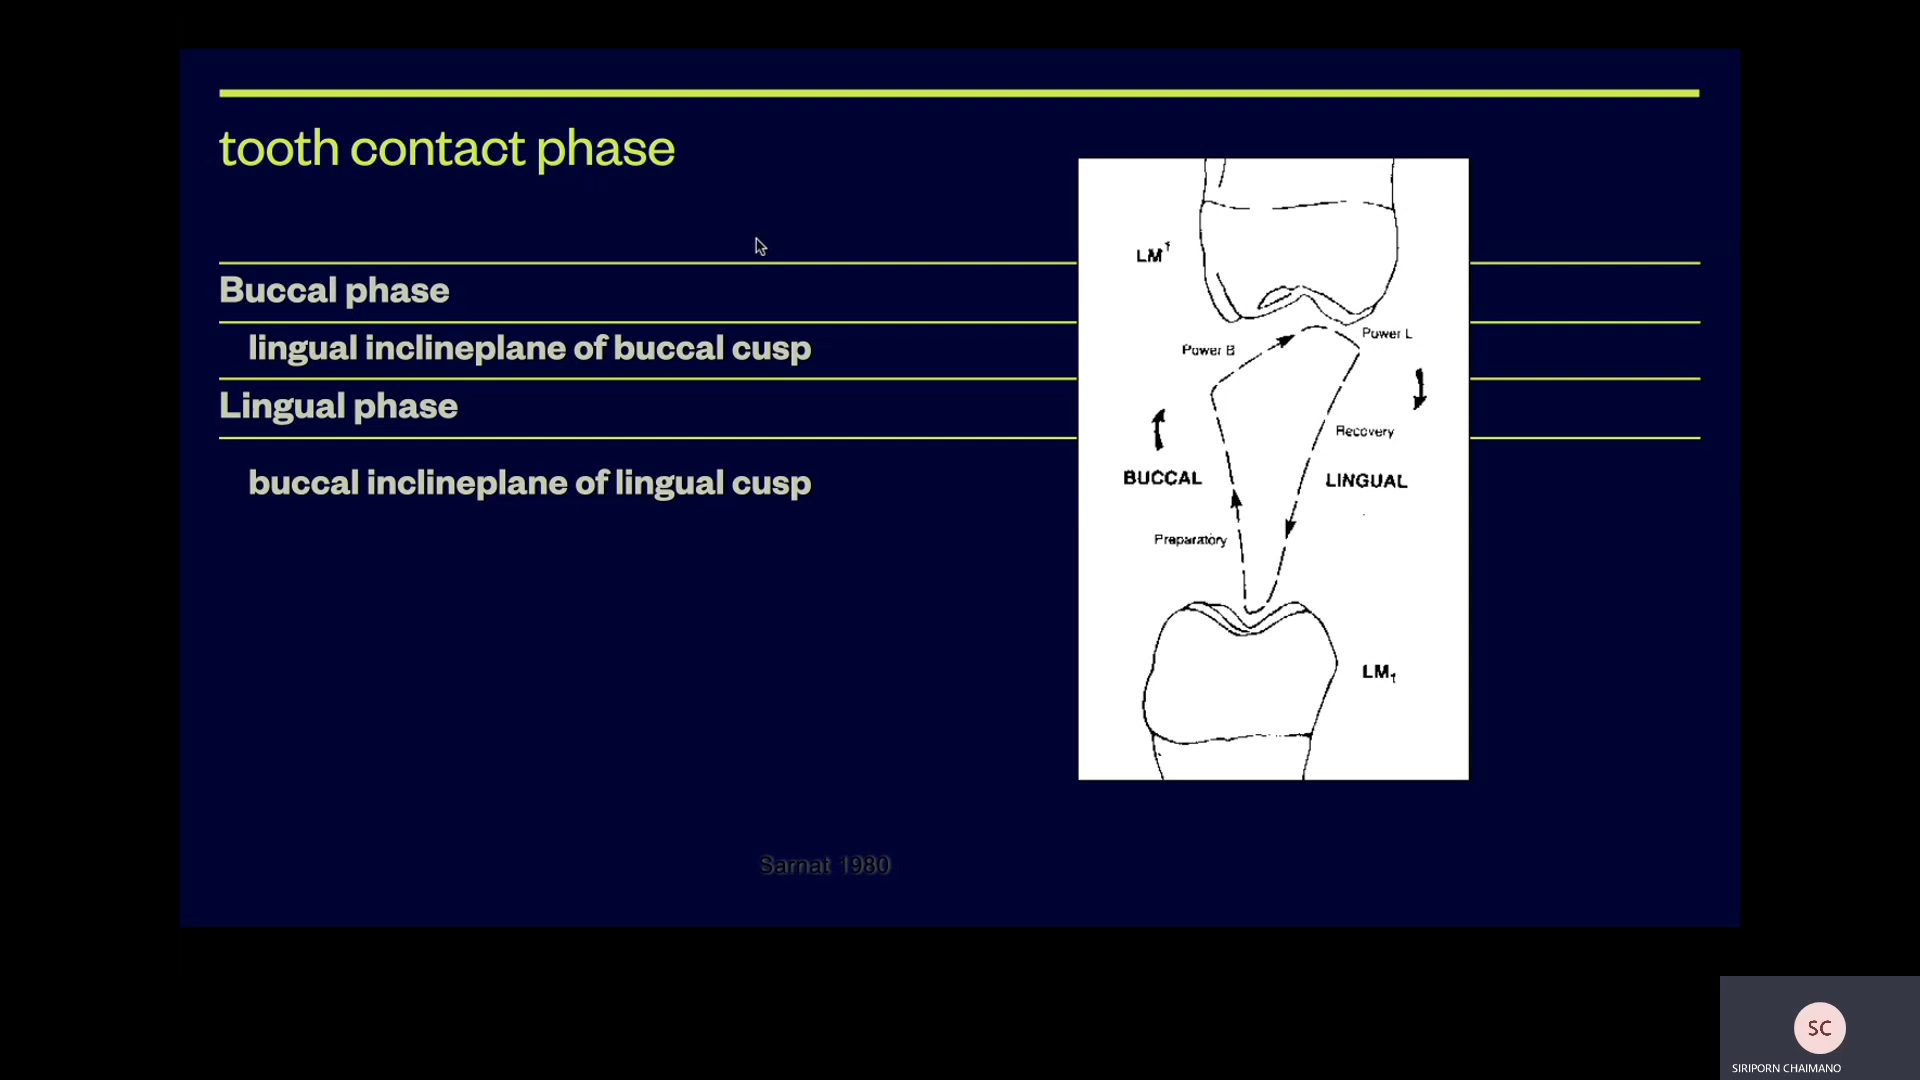 tooth contact phase
Buccal phase
lingual inclineplane of buccal cusp
Lingual phase
buccal inclineplane of lingual cusp
LM1
Power B
Power L
Recovery
BUCCAL
LINGUAL
Preparatory
LM1
Sarnat 1980
SC
SIRIPORN CHAIMANO